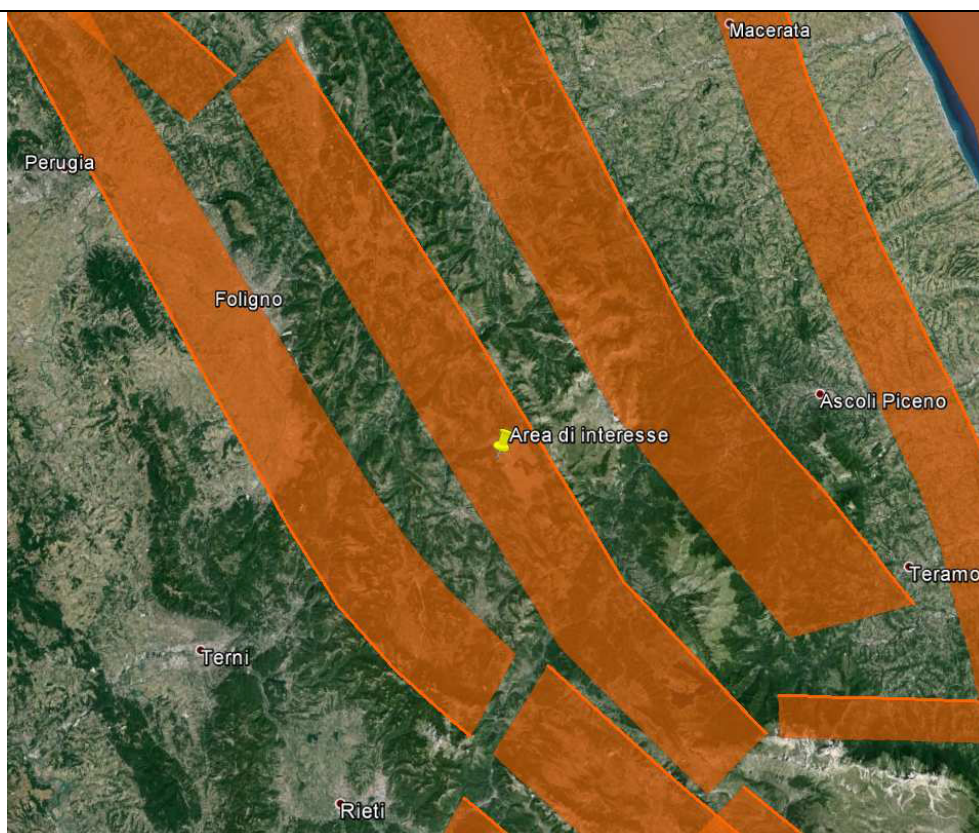 Macerata
Perugia
Foligno
Ascoli Piceno
Area di interesse
Teramo
Terni
Rieti